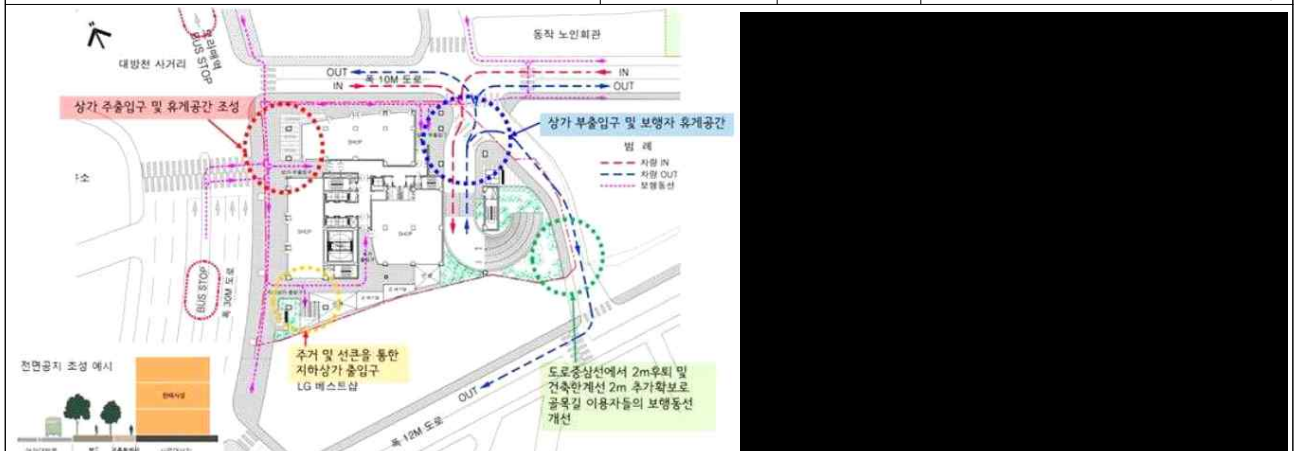 보라매역
BUS STOP
동작 노인회관
대방천 사거리
OUT
IN
폭 10M 도로
IN
OUT
상가 주출입구 및 휴게공간 조성
상가 부출입구 및 보행자 휴게공간
범 례
차량 IN
차량 OUT
보행동선
SHOP
SHOP
SHOP
BUS STOP
폭 30M 도로
주거 및 선큰을 통한
지하상가 출입구
LG 베스트샵
전면공지 조성 예시
판매시설
도로중심선에서 2m후퇴 및
건축한계선 2m 추가확보로
골목길 이용자들의 보행동선
개선
OUT
폭 12M 도로